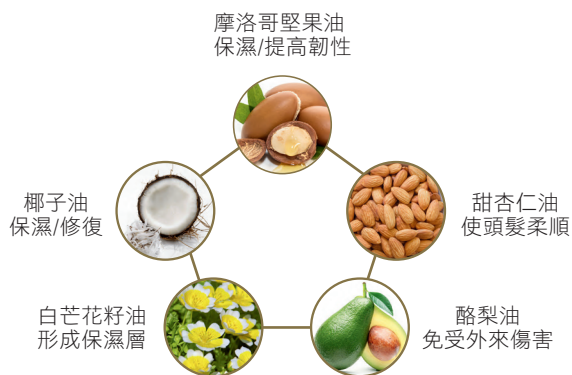 摩洛哥堅果油
保濕/提高韌性
椰子油
保濕/修復
甜杏仁油
使頭髮柔順
白芒花籽油
形成保濕層
酪梨油
免受外來傷害